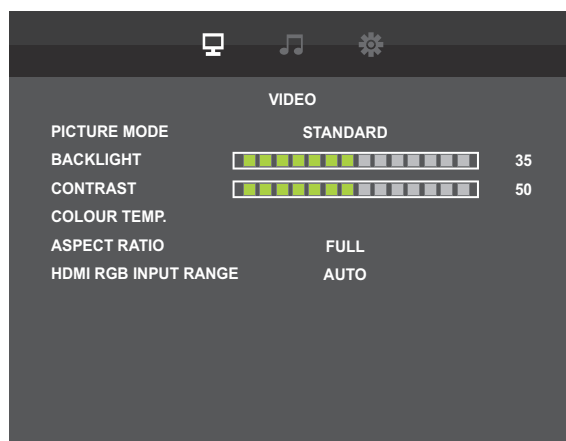 VIDEO
PICTURE MODE STANDARD
BACKLIGHT 35
CONTRAST 50
COLOUR TEMP.
ASPECT RATIO FULL
HDMI RGB INPUT RANGE AUTO